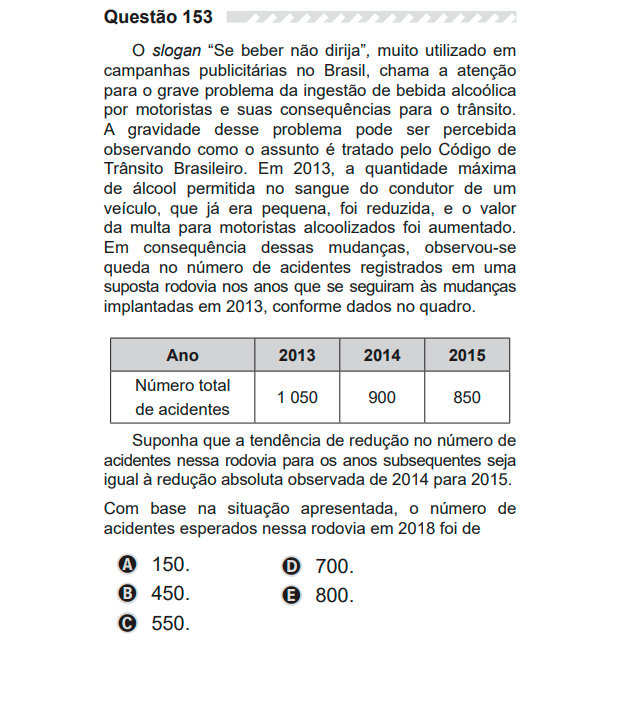 Questão 153
O slogan “Se beber não dirija”, muito utilizado em
campanhas publicitárias no Brasil, chama a atenção
para o grave problema da ingestão de bebida alcoólica
por motoristas e suas consequências para o trânsito.
A gravidade desse problema pode ser percebida
observando como o assunto é tratado pelo Código de
Trânsito Brasileiro. Em 2013, a quantidade máxima
de álcool permitida no sangue do condutor de um
veículo, que já era pequena, foi reduzida, e o valor
da multa para motoristas alcoolizados foi aumentado.
Em consequência dessas mudanças, observou-se
queda no número de acidentes registrados em uma
suposta rodovia nos anos que se seguiram às mudanças
implantadas em 2013, conforme dados no quadro.
Ano 2013 2014 2015
Número total
de acidentes 1 050 900 850
Suponha que a tendência de redução no número de
acidentes nessa rodovia para os anos subsequentes seja
igual à redução absoluta observada de 2014 para 2015.
Com base na situação apresentada, o número de
acidentes esperados nessa rodovia em 2018 foi de
A 150.
B 450.
C 550.
D 700.
E 800.